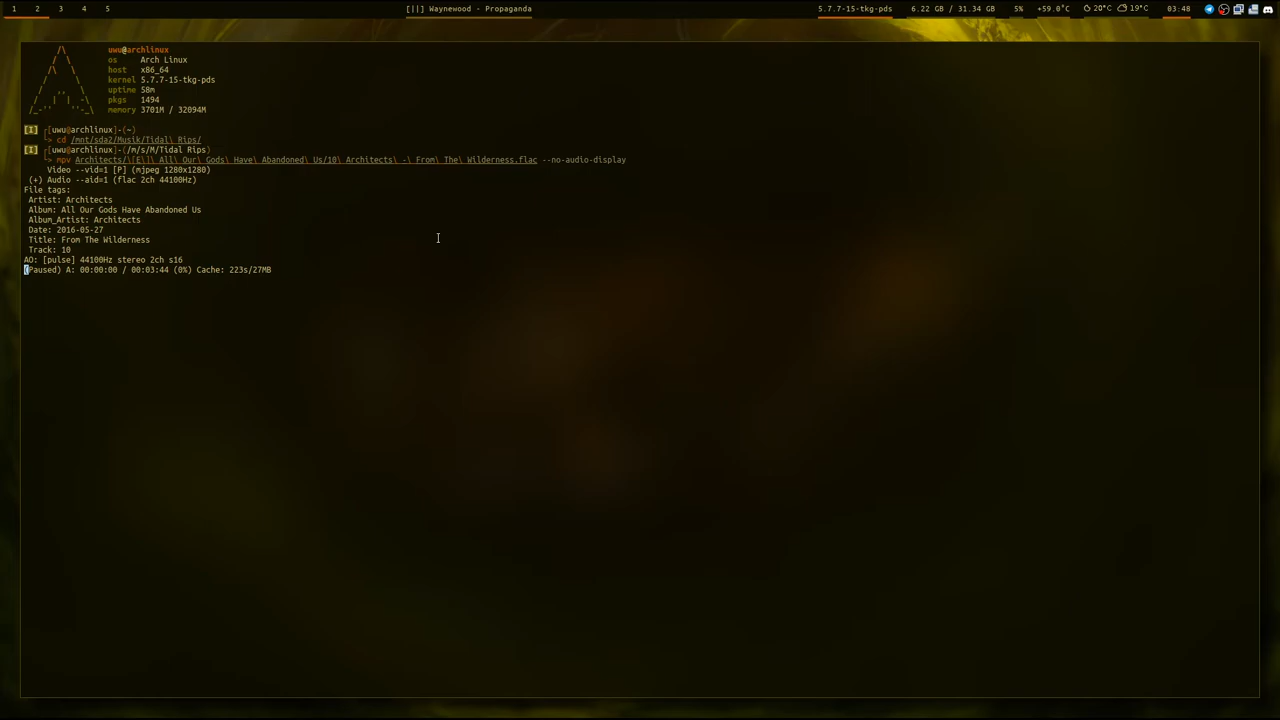 1 2 3 4 5 [||] Waynewood - Propaganda 5.7.7-15-tkg-pds 6.22 GB / 31.34 GB 5% +59.0°C 20°C 19°C 03:48
/\ uwu@archlinux
/ \ os Arch Linux
/\ \ host x86_64
/ \ kernel 5.7.7-15-tkg-pds
/ ,, \ uptime 58m
/ | | -\ pkgs 1494
/_-'' ''-_\ memory 3701M / 32094M
[I] ┌[uwu@archlinux]-(~)
└> cd /mnt/sda2/Musik/Tidal\ Rips/
[I] ┌[uwu@archlinux]-(/m/s/M/Tidal Rips)
└> mpv Architects/\[E\]\ All\ Our\ Gods\ Have\ Abandoned\ Us/10\ Architects\ -\ From\ The\ Wilderness.flac --no-audio-display
Video --vid=1 [P] (mjpeg 1280x1280)
(+) Audio --aid=1 (flac 2ch 44100Hz)
File tags:
Artist: Architects
Album: All Our Gods Have Abandoned Us
Album_Artist: Architects
Date: 2016-05-27
Title: From The Wilderness
Track: 10
AO: [pulse] 44100Hz stereo 2ch s16
(Paused) A: 00:00:00 / 00:03:44 (0%) Cache: 223s/27MB